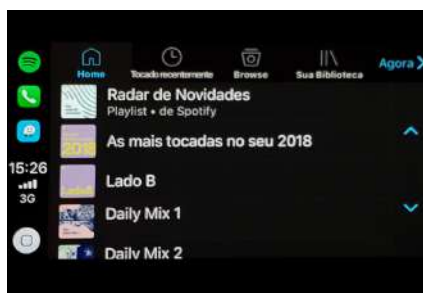 Home
Tocado recentemente
Browse
Sua Biblioteca
Agora
Radar de Novidades
Playlist • de Spotify
As mais tocadas no seu 2018
2018
Lado B
15:26
3G
Daily Mix 1
Daily Mix 2